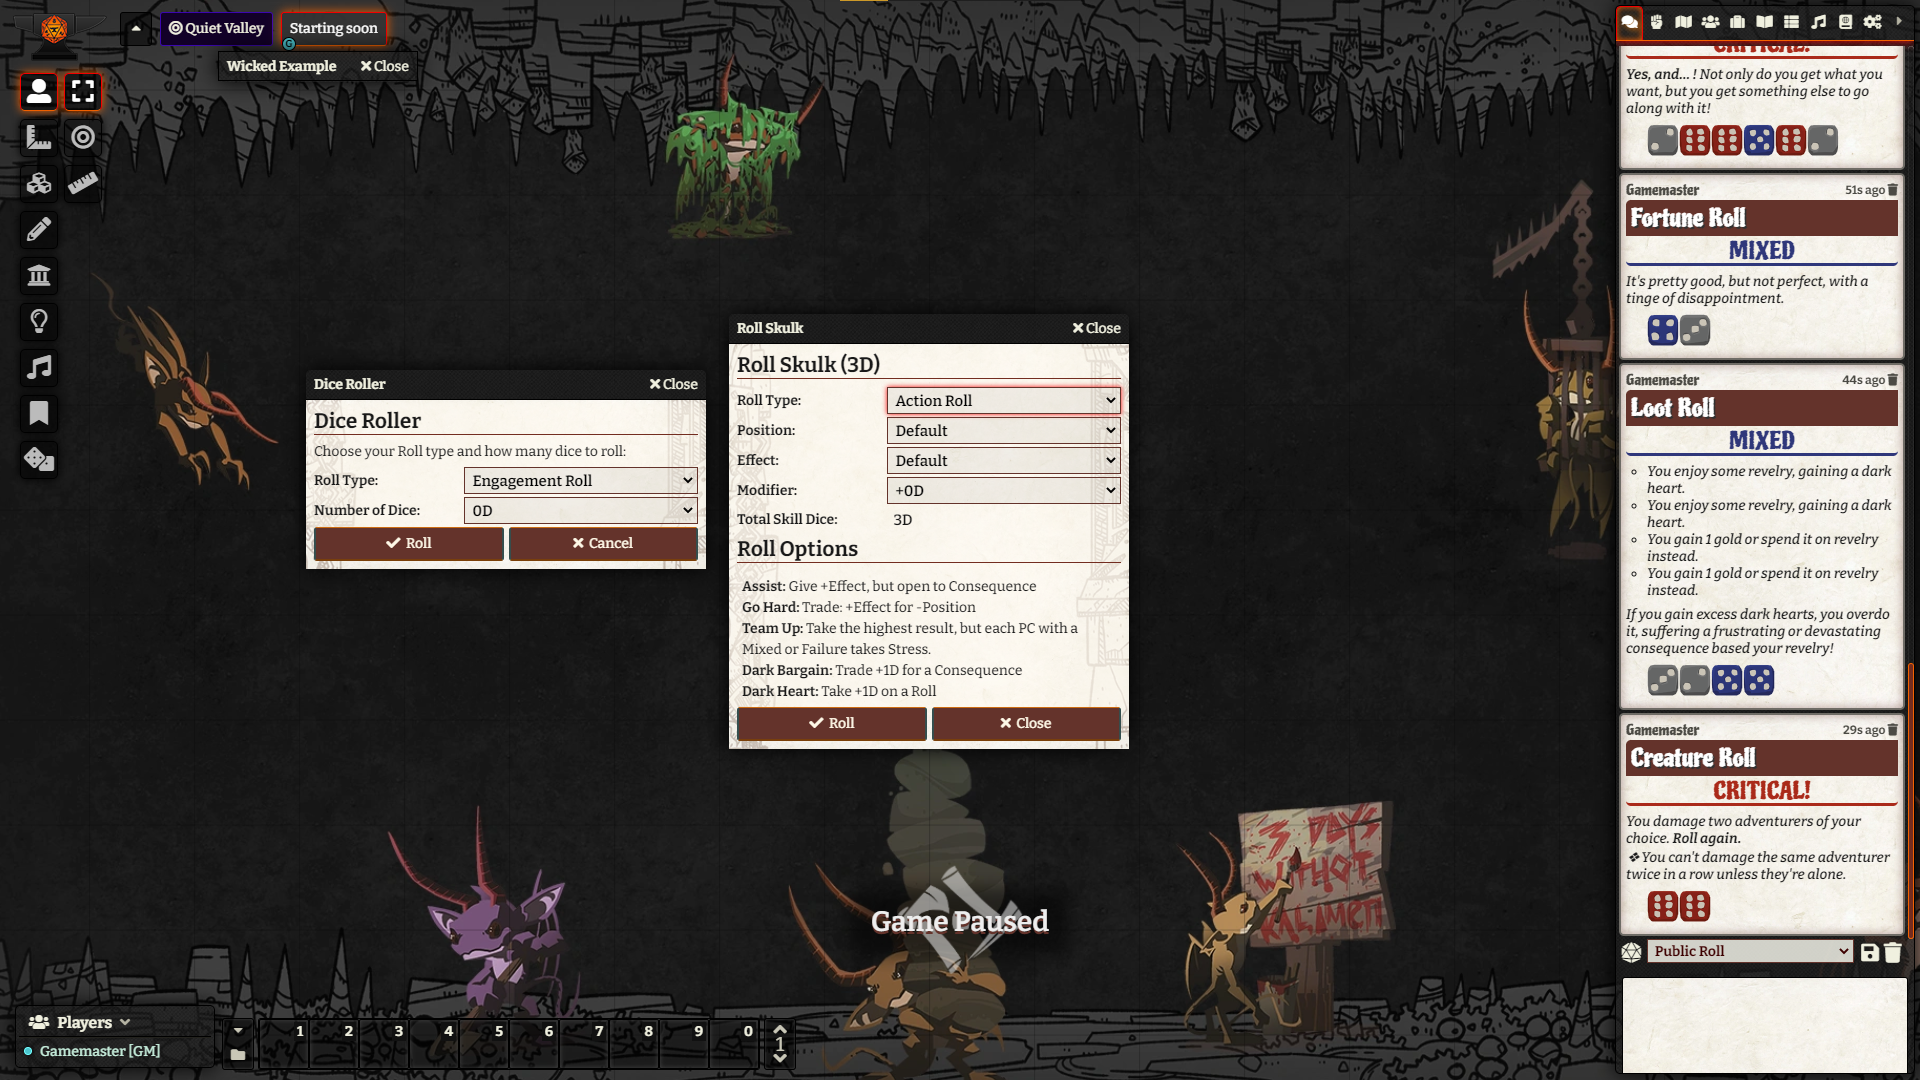 Quiet Valley
Starting soon
G
Wicked Example
Close
Dice Roller
Close
Dice Roller
Choose your Roll type and how many dice to roll:
Roll Type:
Engagement Roll
Number of Dice:
0D
Roll
Cancel
Roll Skulk
Close
Roll Skulk (3D)
Roll Type:
Action Roll
Position:
Default
Effect:
Default
Modifier:
+0D
Total Skill Dice:
3D
Roll Options
Assist: Give +Effect, but open to Consequence
Go Hard: Trade: +Effect for -Position
Team Up: Take the highest result, but each PC with a
Mixed or Failure takes Stress.
Dark Bargain: Trade +1D for a Consequence
Dark Heart: Take +1D on a Roll
Roll
Close
3 DAYS
WITHOT
KALAMETI
Game Paused
Players
Gamemaster [GM]
1
2
3
4
5
6
7
8
9
0
1
CRITICAL!
Yes, and... ! Not only do you get what you
want, but you get something else to go
along with it!
Gamemaster
51s ago
Fortune Roll
MIXED
It's pretty good, but not perfect, with a
tinge of disappointment.
Gamemaster
44s ago
Loot Roll
MIXED
You enjoy some revelry, gaining a dark
heart.
You enjoy some revelry, gaining a dark
heart.
You gain 1 gold or spend it on revelry
instead.
You gain 1 gold or spend it on revelry
instead.
If you gain excess dark hearts, you overdo
it, suffering a frustrating or devastating
consequence based your revelry!
Gamemaster
29s ago
Creature Roll
CRITICAL!
You damage two adventurers of your
choice. Roll again.
❖You can't damage the same adventurer
twice in a row unless they're alone.
Public Roll